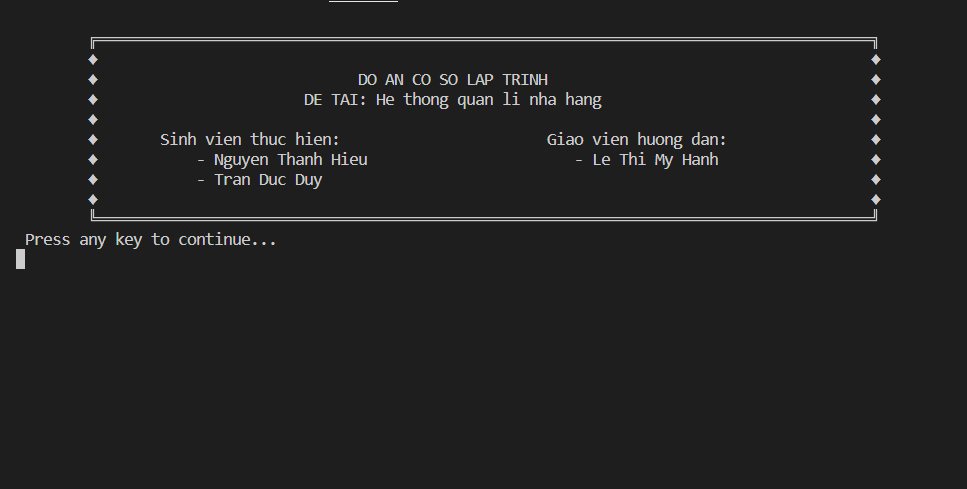 DO AN CO SO LAP TRINH
DE TAI: He thong quan li nha hang
Sinh vien thuc hien: Giao vien huong dan:
- Nguyen Thanh Hieu - Le Thi My Hanh
- Tran Duc Duy
Press any key to continue...